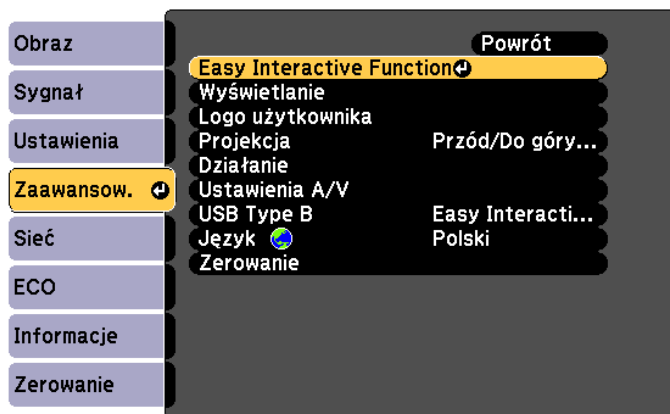 Obraz
Sygnał
Ustawienia
Zaawansow.
Sieć
ECO
Informacje
Zerowanie
Powrót
Easy Interactive Function
Wyświetlanie
Logo użytkownika
Projekcja Przód/Do góry...
Działanie
Ustawienia A/V
USB Type B Easy Interacti...
Język Polski
Zerowanie